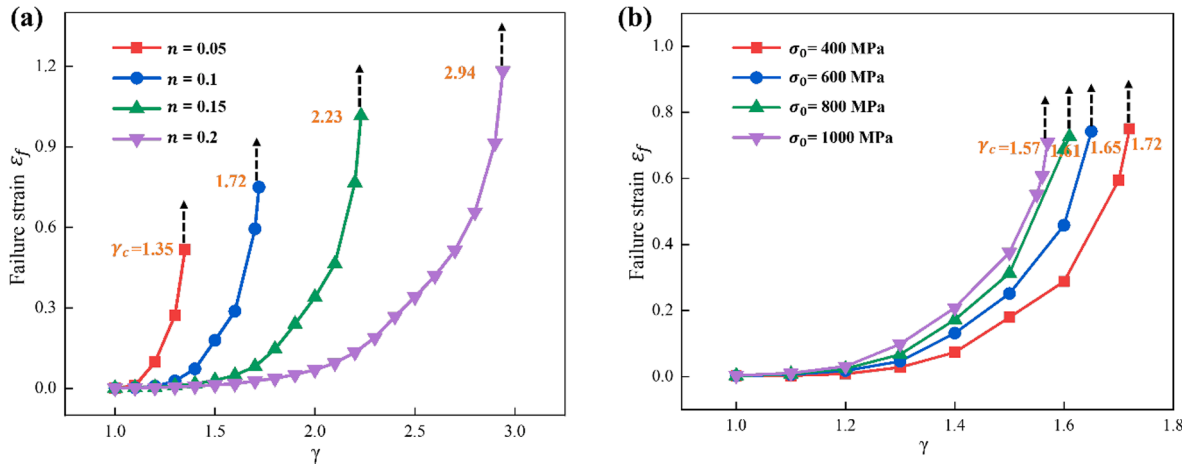 (a)
n = 0.05
n = 0.1
n = 0.15
n = 0.2
γc=1.35
1.72
2.23
2.94
Failure strain εf
1.2
0.9
0.6
0.3
0.0
1.0
1.5
2.0
2.5
3.0
γ
(b)
σ0= 400 MPa
σ0= 600 MPa
σ0= 800 MPa
σ0= 1000 MPa
γc=1.57
1.61
1.65
1.72
Failure strain εf
1.0
0.8
0.6
0.4
0.2
0.0
1.0
1.2
1.4
1.6
1.8
γ